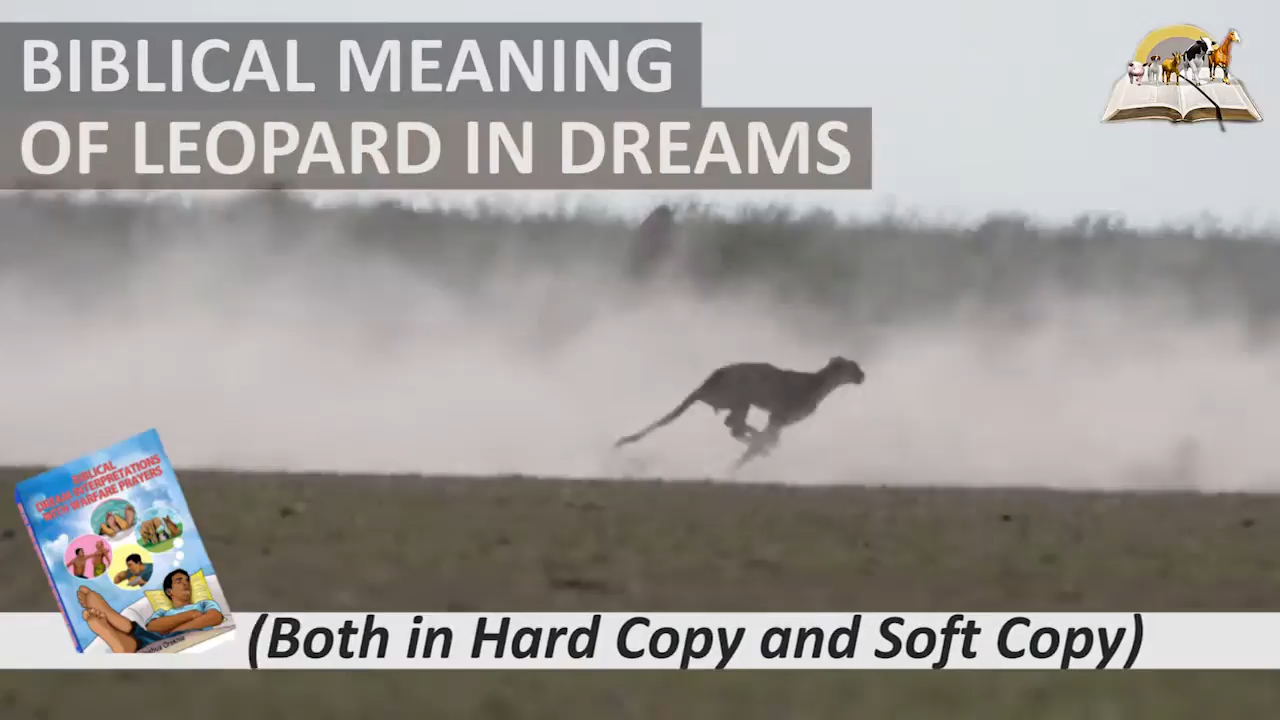 BIBLICAL MEANING
OF LEOPARD IN DREAMS
BIBLICAL
DREAM INTERPRETATIONS
WITH WARFARE PRAYERS
(Both in Hard Copy and Soft Copy)